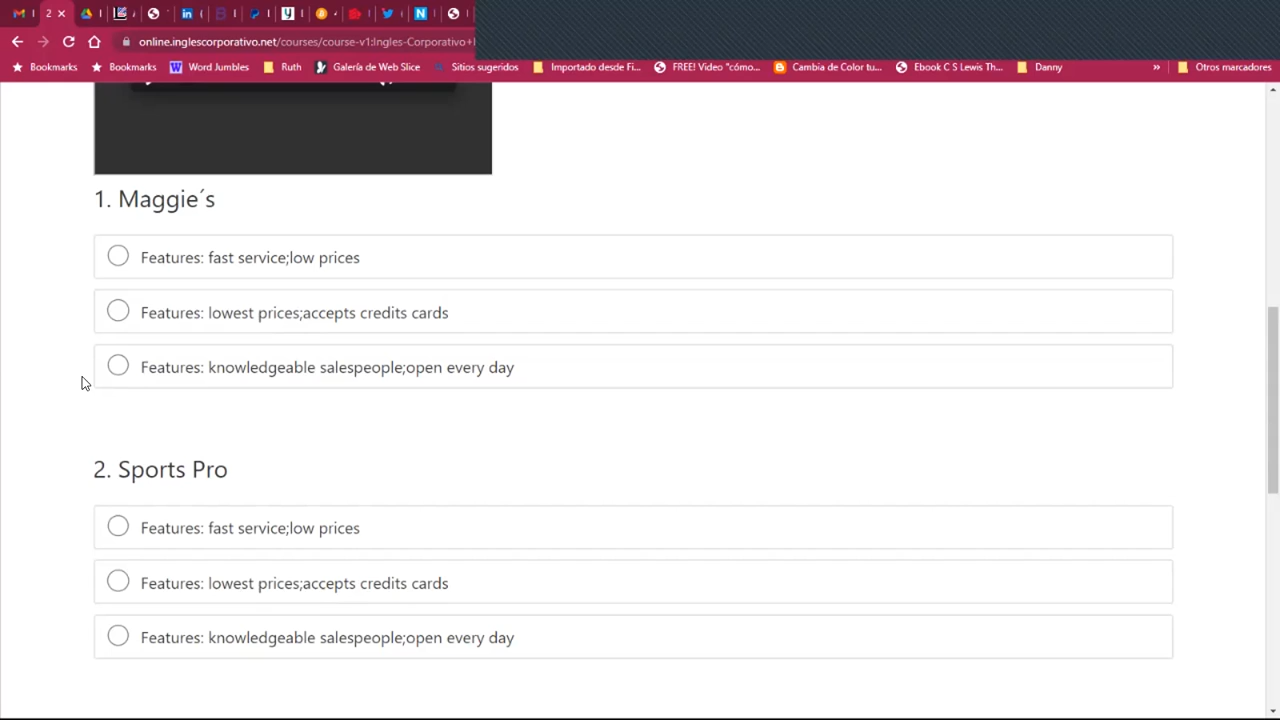 2
online.inglescorporativo.net/courses/course-v1:Ingles-Corporativo+
Bookmarks Bookmarks Word Jumbles Ruth Galería de Web Slice Sitios sugeridos Importado desde Fi... FREE! Video "cómo... Cambia de Color tu... Ebook C S Lewis Th... Danny » Otros marcadores
1. Maggie´s
Features: fast service;low prices
Features: lowest prices;accepts credits cards
Features: knowledgeable salespeople;open every day
2. Sports Pro
Features: fast service;low prices
Features: lowest prices;accepts credits cards
Features: knowledgeable salespeople;open every day